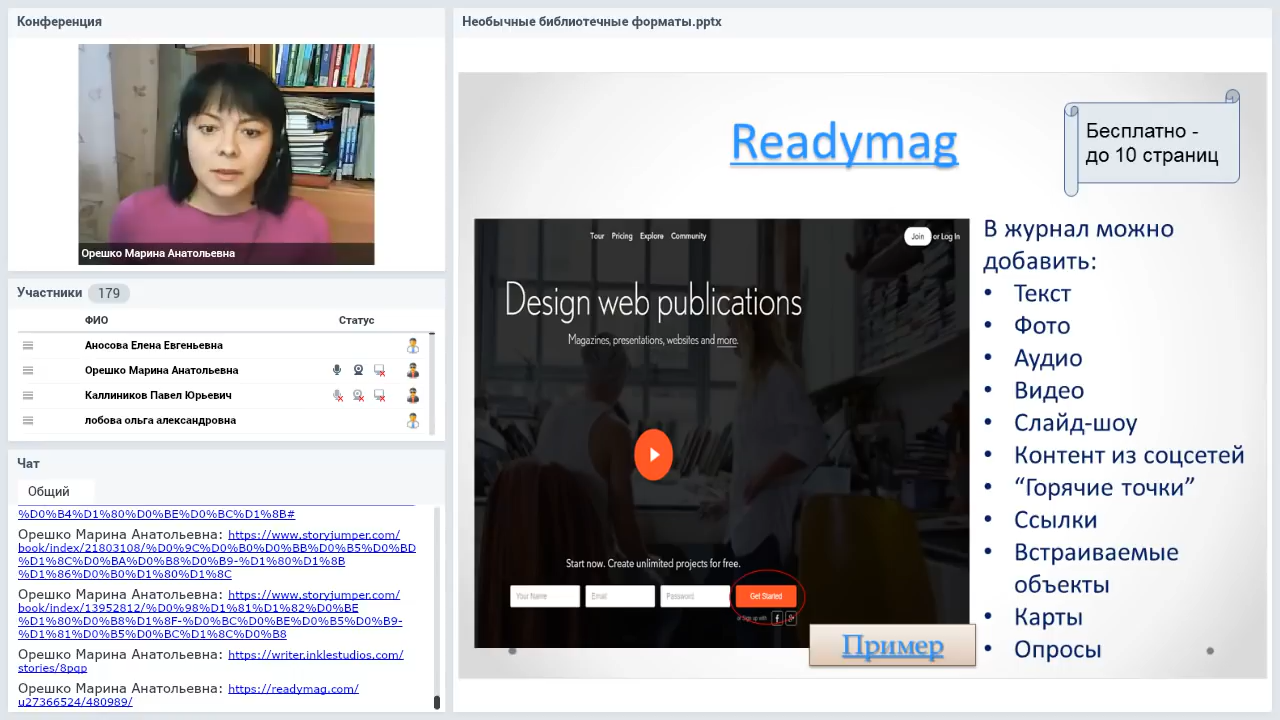 Конференция
Орешко Марина Анатольевна
Участники 179
ФИО Статус
Аносова Елена Евгеньевна
Орешко Марина Анатольевна
Каллиников Павел Юрьевич
лобова ольга александровна
Чат
Общий
%D0%B4%D1%80%D0%BE%D0%BC%D1%8B#
Орешко Марина Анатольевна: https://www.storyjumper.com/
book/index/21803108/%D0%9C%D0%B0%D0%BB%D0%B5%D0%BD
%D1%8C%D0%BA%D0%B8%D0%B9-%D1%80%D1%8B
%D1%86%D0%B0%D1%80%D1%8C
Орешко Марина Анатольевна: https://www.storyjumper.com/
book/index/13952812/%D0%98%D1%81%D1%82%D0%BE
%D1%80%D0%B8%D1%8F-%D0%BC%D0%BE%D0%B5%D0%B9-
%D1%81%D0%B5%D0%BC%D1%8C%D0%B8
Орешко Марина Анатольевна: https://writer.inklestudios.com/
stories/8pqp
Орешко Марина Анатольевна: https://readymag.com/
u27366524/480989/
Необычные библиотечные форматы.pptx
Readymag
Бесплатно -
до 10 страниц
Tour Pricing Explore Community Join or Log In
Design web publications
Magazines, presentations, websites and more.
Start now. Create unlimited projects for free.
Your Name Email Password Get Started
or Sign up with
Пример
В журнал можно
добавить:
• Текст
• Фото
• Аудио
• Видео
• Слайд-шоу
• Контент из соцсетей
• “Горячие точки”
• Ссылки
• Встраиваемые
объекты
• Карты
• Опросы